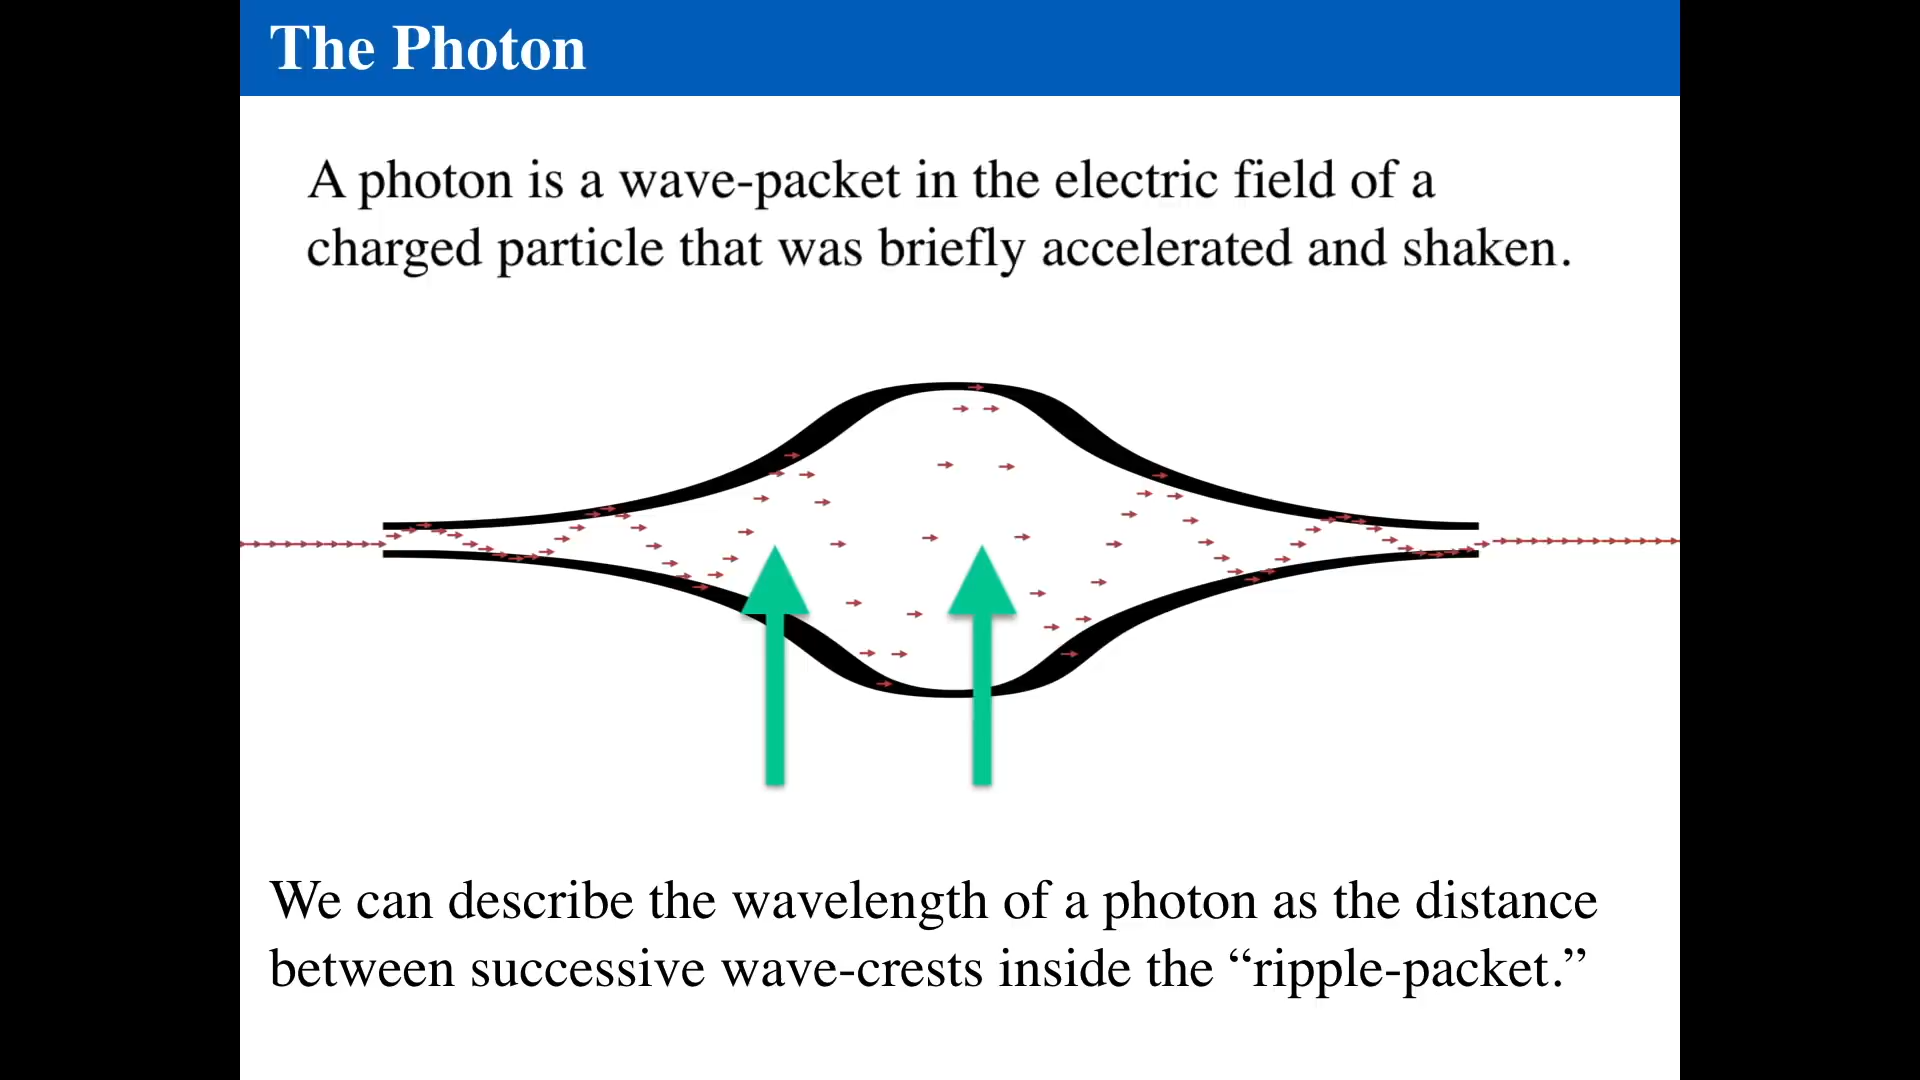 The Photon
A photon is a wave-packet in the electric field of a
charged particle that was briefly accelerated and shaken.
We can describe the wavelength of a photon as the distance
between successive wave-crests inside the “ripple-packet.”